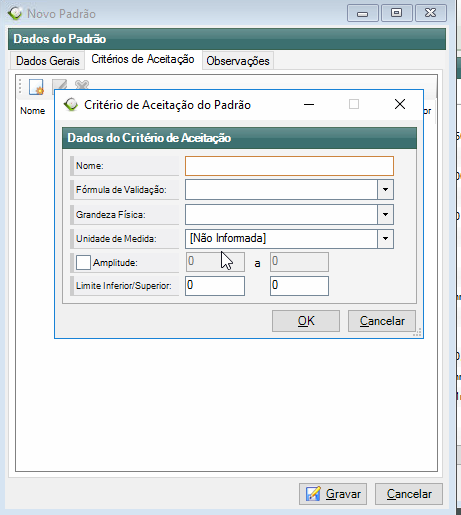 Novo Padrão
Dados do Padrão
Dados Gerais Critérios de Aceitação Observações
Nome
Critério de Aceitação do Padrão
Dados do Critério de Aceitação
Nome:
Fórmula de Validação:
Grandeza Física:
Unidade de Medida: [Não Informada]
Amplitude: 0 a 0
Limite Inferior/Superior: 0 0
OK Cancelar
Gravar Cancelar